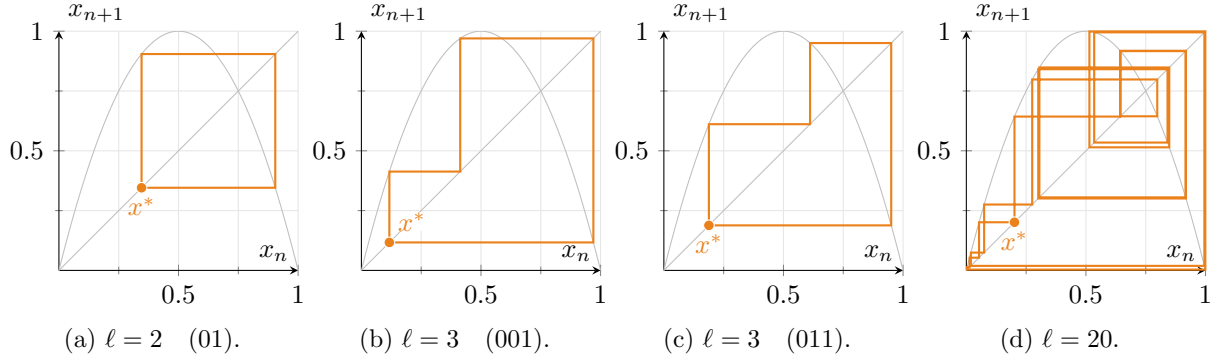 x_{n+1} x_{n+1} x_{n+1} x_{n+1}
1 1 1 1
0.5 0.5 0.5 0.5
x* x* x* x*
x_n x_n x_n x_n
0.5 1 0.5 1 0.5 1 0.5 1
(a) ℓ = 2 (01). (b) ℓ = 3 (001). (c) ℓ = 3 (011). (d) ℓ = 20.